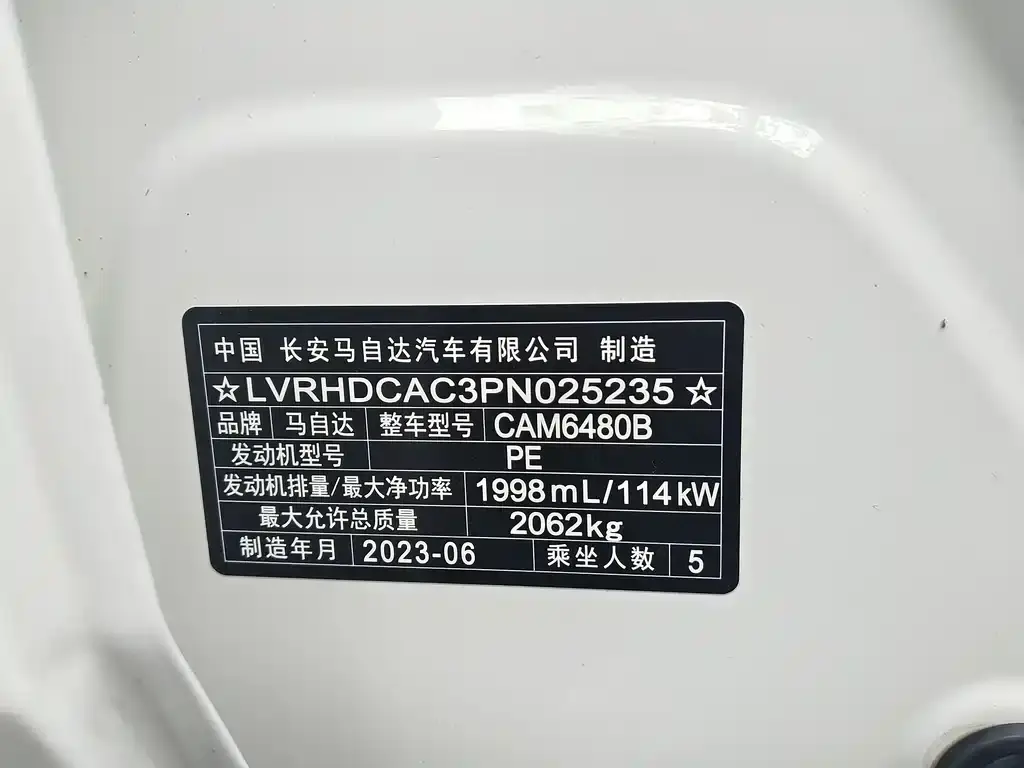 中国 长安马自达汽车有限公司 制造
☆LVRHDCAC3PN025235☆
品牌 马自达 整车型号 CAM6480B
发动机型号 PE
发动机排量/最大净功率 1998mL/114kW
最大允许总质量 2062kg
制造年月 2023-06 乘坐人数 5